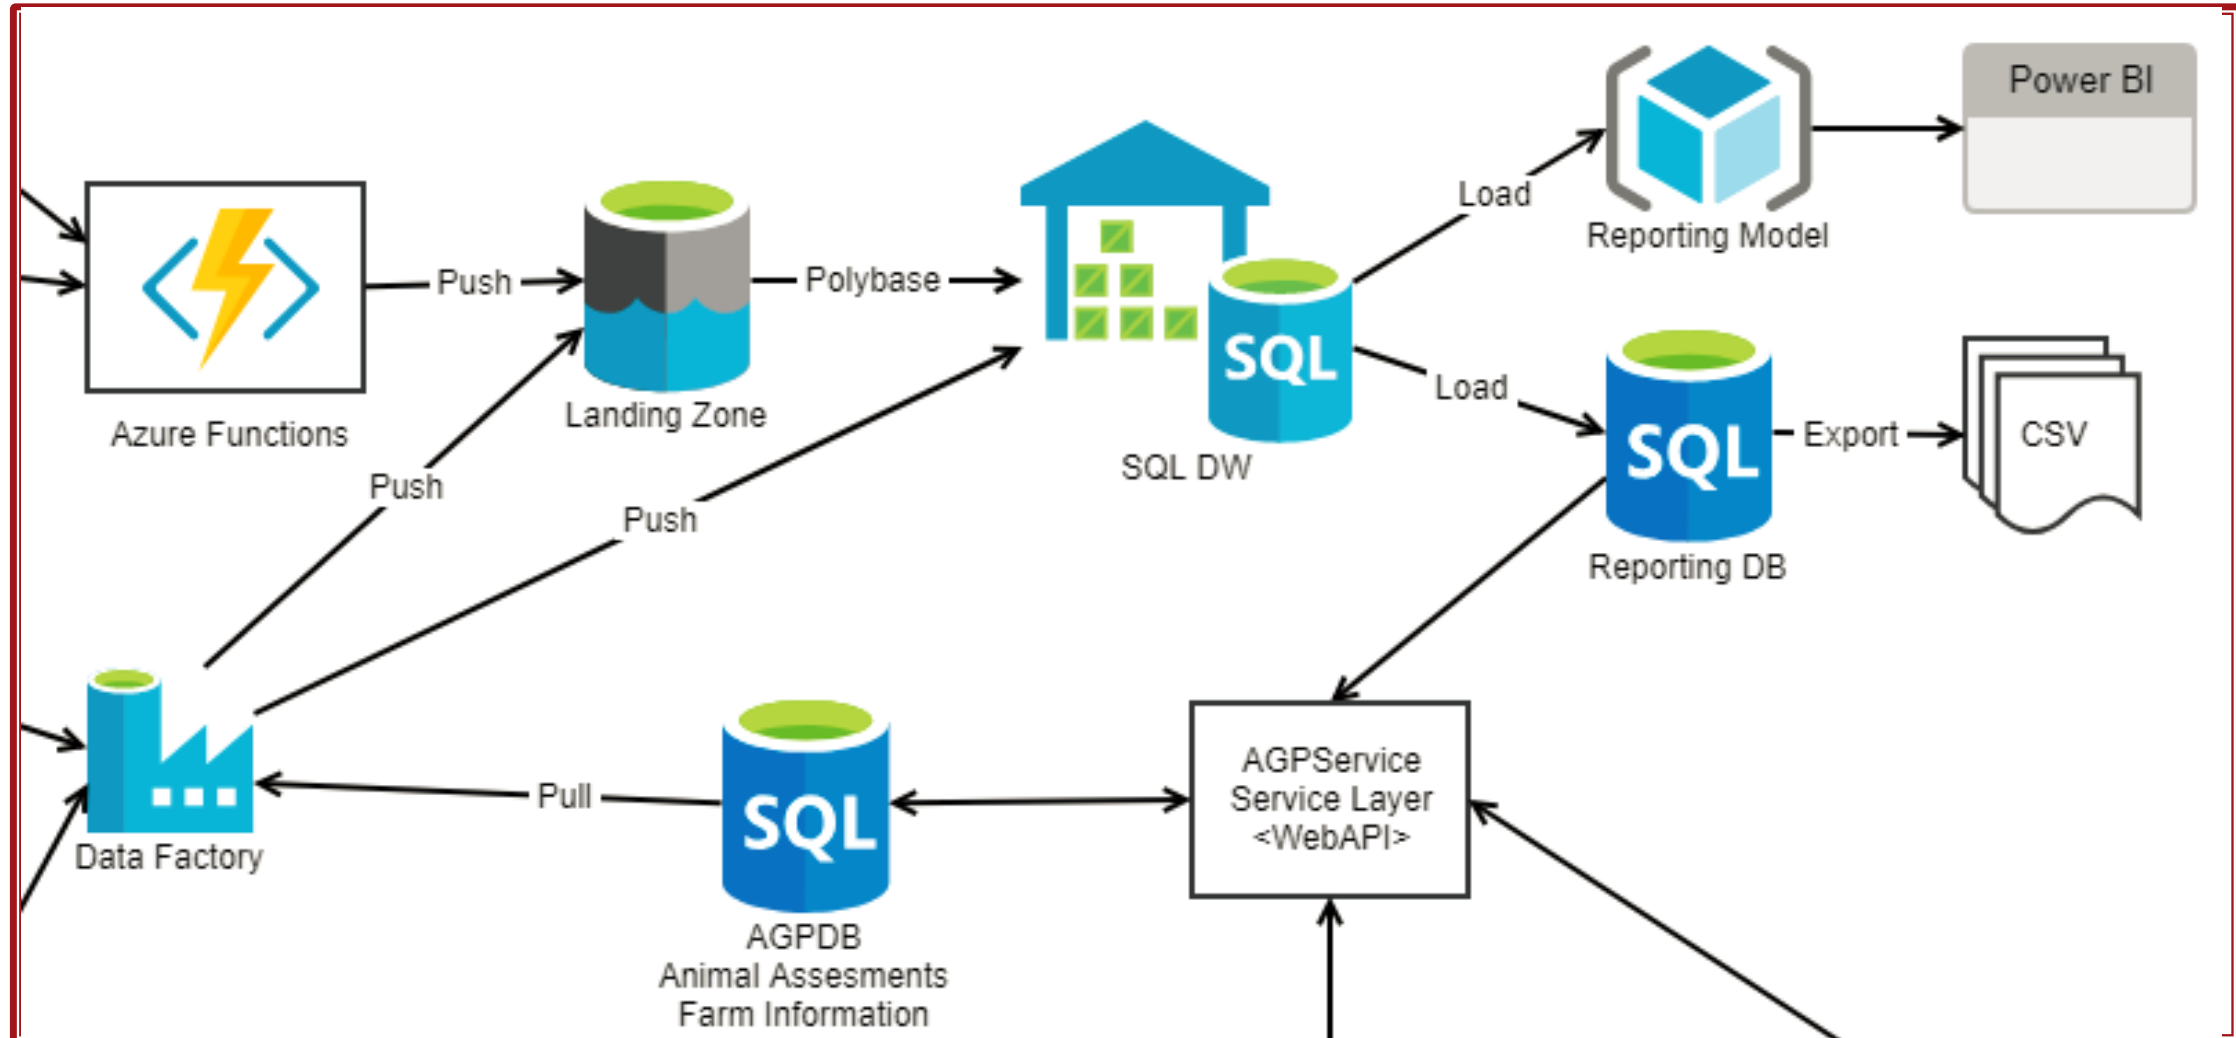 Power BI
Load
Reporting Model
Push
Polybase
SQL
Load
Azure Functions
Landing Zone
SQL DW
SQL
Export
CSV
Push
Push
Reporting DB
Pull
SQL
AGPService
Service Layer
<WebAPI>
Data Factory
AGPDB
Animal Assesments
Farm Information